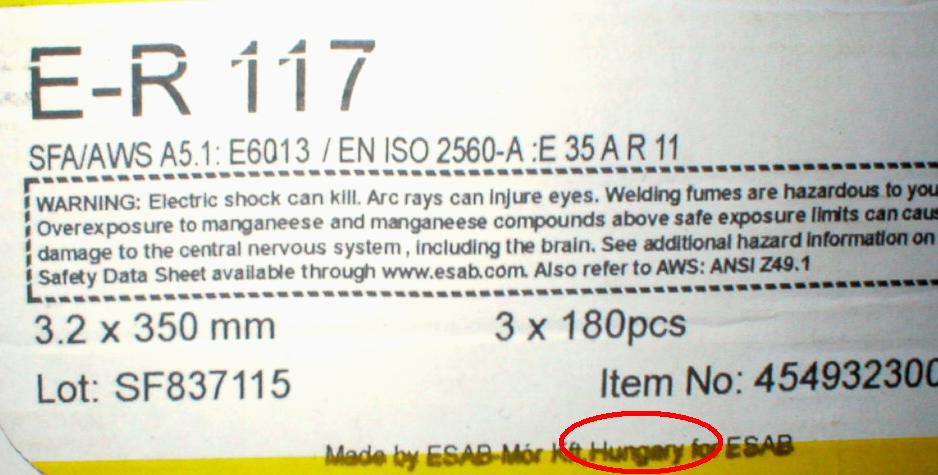 E-R 117
SFA/AWS A5.1: E6013 / EN ISO 2560-A :E 35 A R 11
WARNING: Electric shock can kill. Arc rays can injure eyes. Welding fumes are hazardous to you
Overexposure to manganeese and manganeese compounds above safe exposure limits can caus
damage to the central nervous system, including the brain. See additional hazard information on
Safety Data Sheet available through www.esab.com. Also refer to AWS: ANSI Z49.1
3.2 x 350 mm 3 x 180pcs
Lot: SF837115 Item No: 454932300
Made by ESAB-Mór Kft Hungery for ESAB